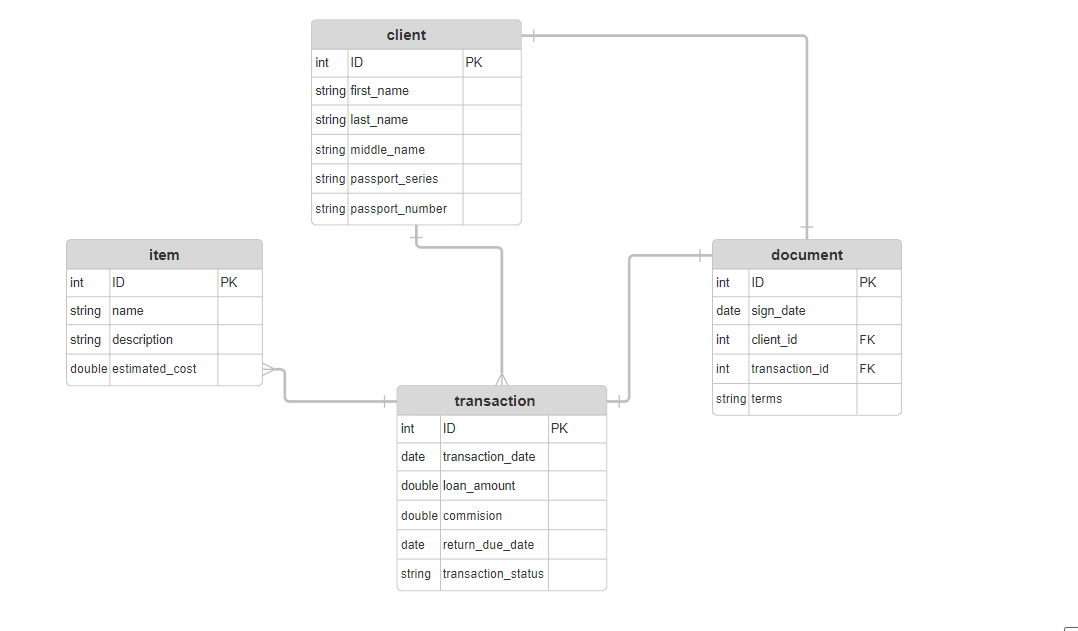 client
int ID PK
string first_name
string last_name
string middle_name
string passport_series
string passport_number
item
int ID PK
string name
string description
double estimated_cost
document
int ID PK
date sign_date
int client_id FK
int transaction_id FK
string terms
transaction
int ID PK
date transaction_date
double loan_amount
double commision
date return_due_date
string transaction_status